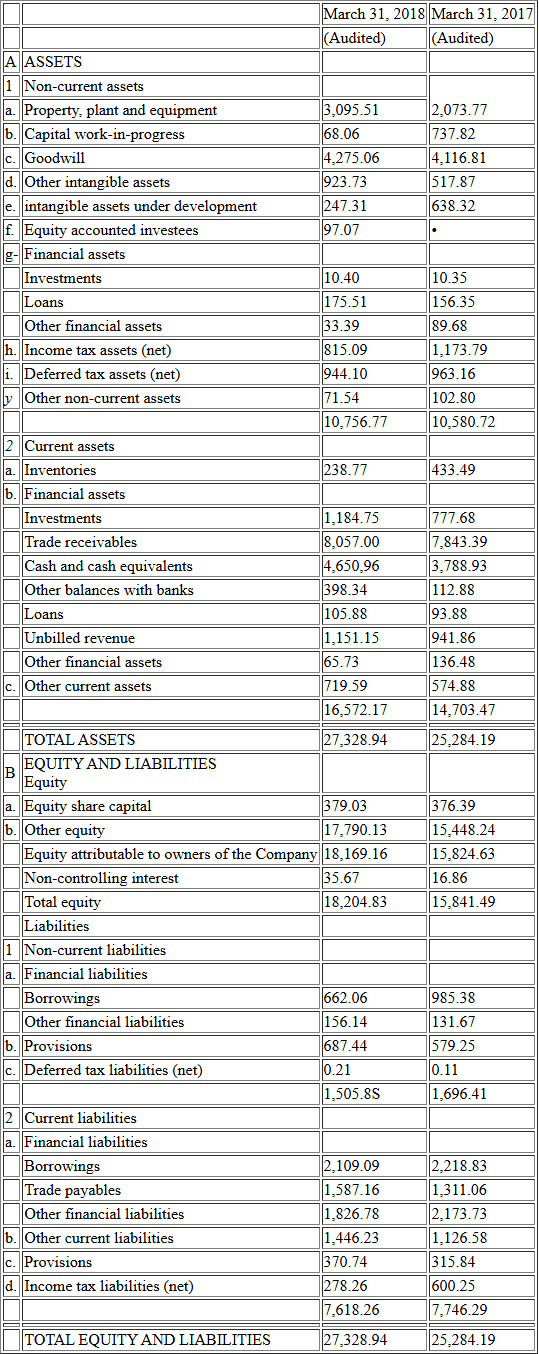 March 31, 2018 March 31, 2017
(Audited) (Audited)
A ASSETS
1 Non-current assets
a. Property, plant and equipment 3,095.51 2,073.77
b. Capital work-in-progress 68.06 737.82
c. Goodwill 4,275.06 4,116.81
d. Other intangible assets 923.73 517.87
e. intangible assets under development 247.31 638.32
f. Equity accounted investees 97.07 •
g- Financial assets
Investments 10.40 10.35
Loans 175.51 156.35
Other financial assets 33.39 89.68
h. Income tax assets (net) 815.09 1,173.79
i. Deferred tax assets (net) 944.10 963.16
y Other non-current assets 71.54 102.80
10,756.77 10,580.72
2 Current assets
a. Inventories 238.77 433.49
b. Financial assets
Investments 1,184.75 777.68
Trade receivables 8,057.00 7,843.39
Cash and cash equivalents 4,650,96 3,788.93
Other balances with banks 398.34 112.88
Loans 105.88 93.88
Unbilled revenue 1,151.15 941.86
Other financial assets 65.73 136.48
c. Other current assets 719.59 574.88
16,572.17 14,703.47
TOTAL ASSETS 27,328.94 25,284.19
B EQUITY AND LIABILITIES
Equity
a. Equity share capital 379.03 376.39
b. Other equity 17,790.13 15,448.24
Equity attributable to owners of the Company 18,169.16 15,824.63
Non-controlling interest 35.67 16.86
Total equity 18,204.83 15,841.49
Liabilities
1 Non-current liabilities
a. Financial liabilities
Borrowings 662.06 985.38
Other financial liabilities 156.14 131.67
b. Provisions 687.44 579.25
c. Deferred tax liabilities (net) 0.21 0.11
1,505.8S 1,696.41
2 Current liabilities
a. Financial liabilities
Borrowings 2,109.09 2,218.83
Trade payables 1,587.16 1,311.06
Other financial liabilities 1,826.78 2,173.73
b. Other current liabilities 1,446.23 1,126.58
c. Provisions 370.74 315.84
d. Income tax liabilities (net) 278.26 600.25
7,618.26 7,746.29
TOTAL EQUITY AND LIABILITIES 27,328.94 25,284.19